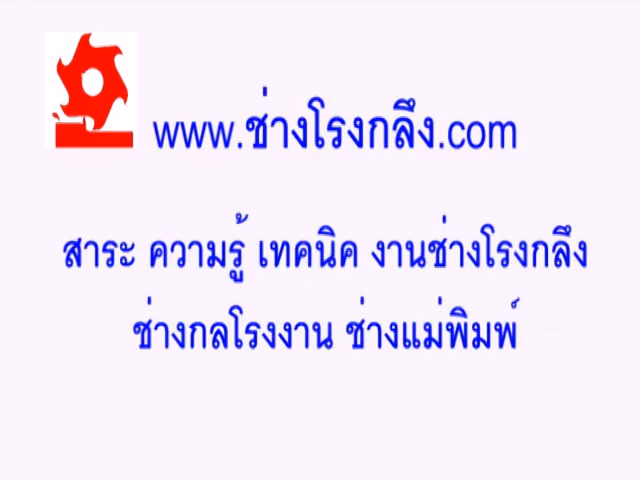 www.ช่างโรงกลึง.com
สาระ ความรู้ เทคนิค งานช่างโรงกลึง
ช่างกลโรงงาน ช่างแม่พิมพ์